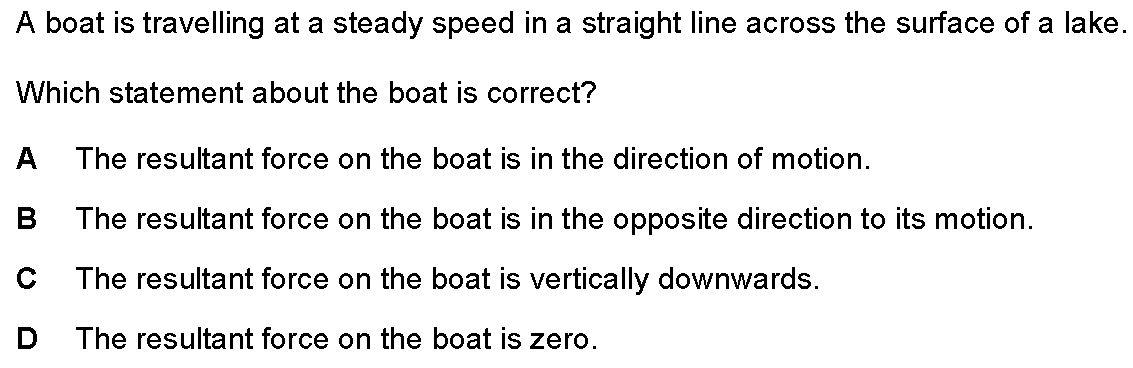 A boat is travelling at a steady speed in a straight line across the surface of a lake.
Which statement about the boat is correct?
A The resultant force on the boat is in the direction of motion.
B The resultant force on the boat is in the opposite direction to its motion.
C The resultant force on the boat is vertically downwards.
D The resultant force on the boat is zero.